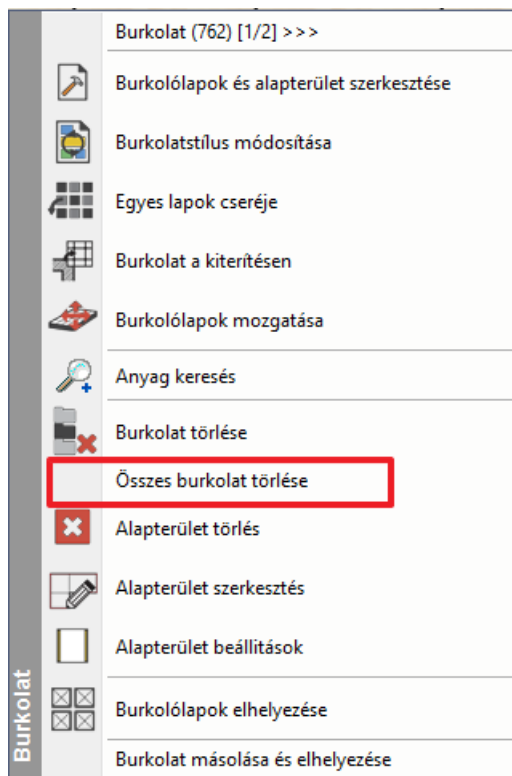 Burkolat (762) [1/2] >>>
Burkolólapok és alapterület szerkesztése
Burkolatstílus módosítása
Egyes lapok cseréje
Burkolat a kiterítésen
Burkolólapok mozgatása
Anyag keresés
Burkolat törlése
Összes burkolat törlése
Alapterület törlés
Alapterület szerkesztés
Alapterület beállitások
Burkolólapok elhelyezése
Burkolat másolása és elhelyezése
Burkolat